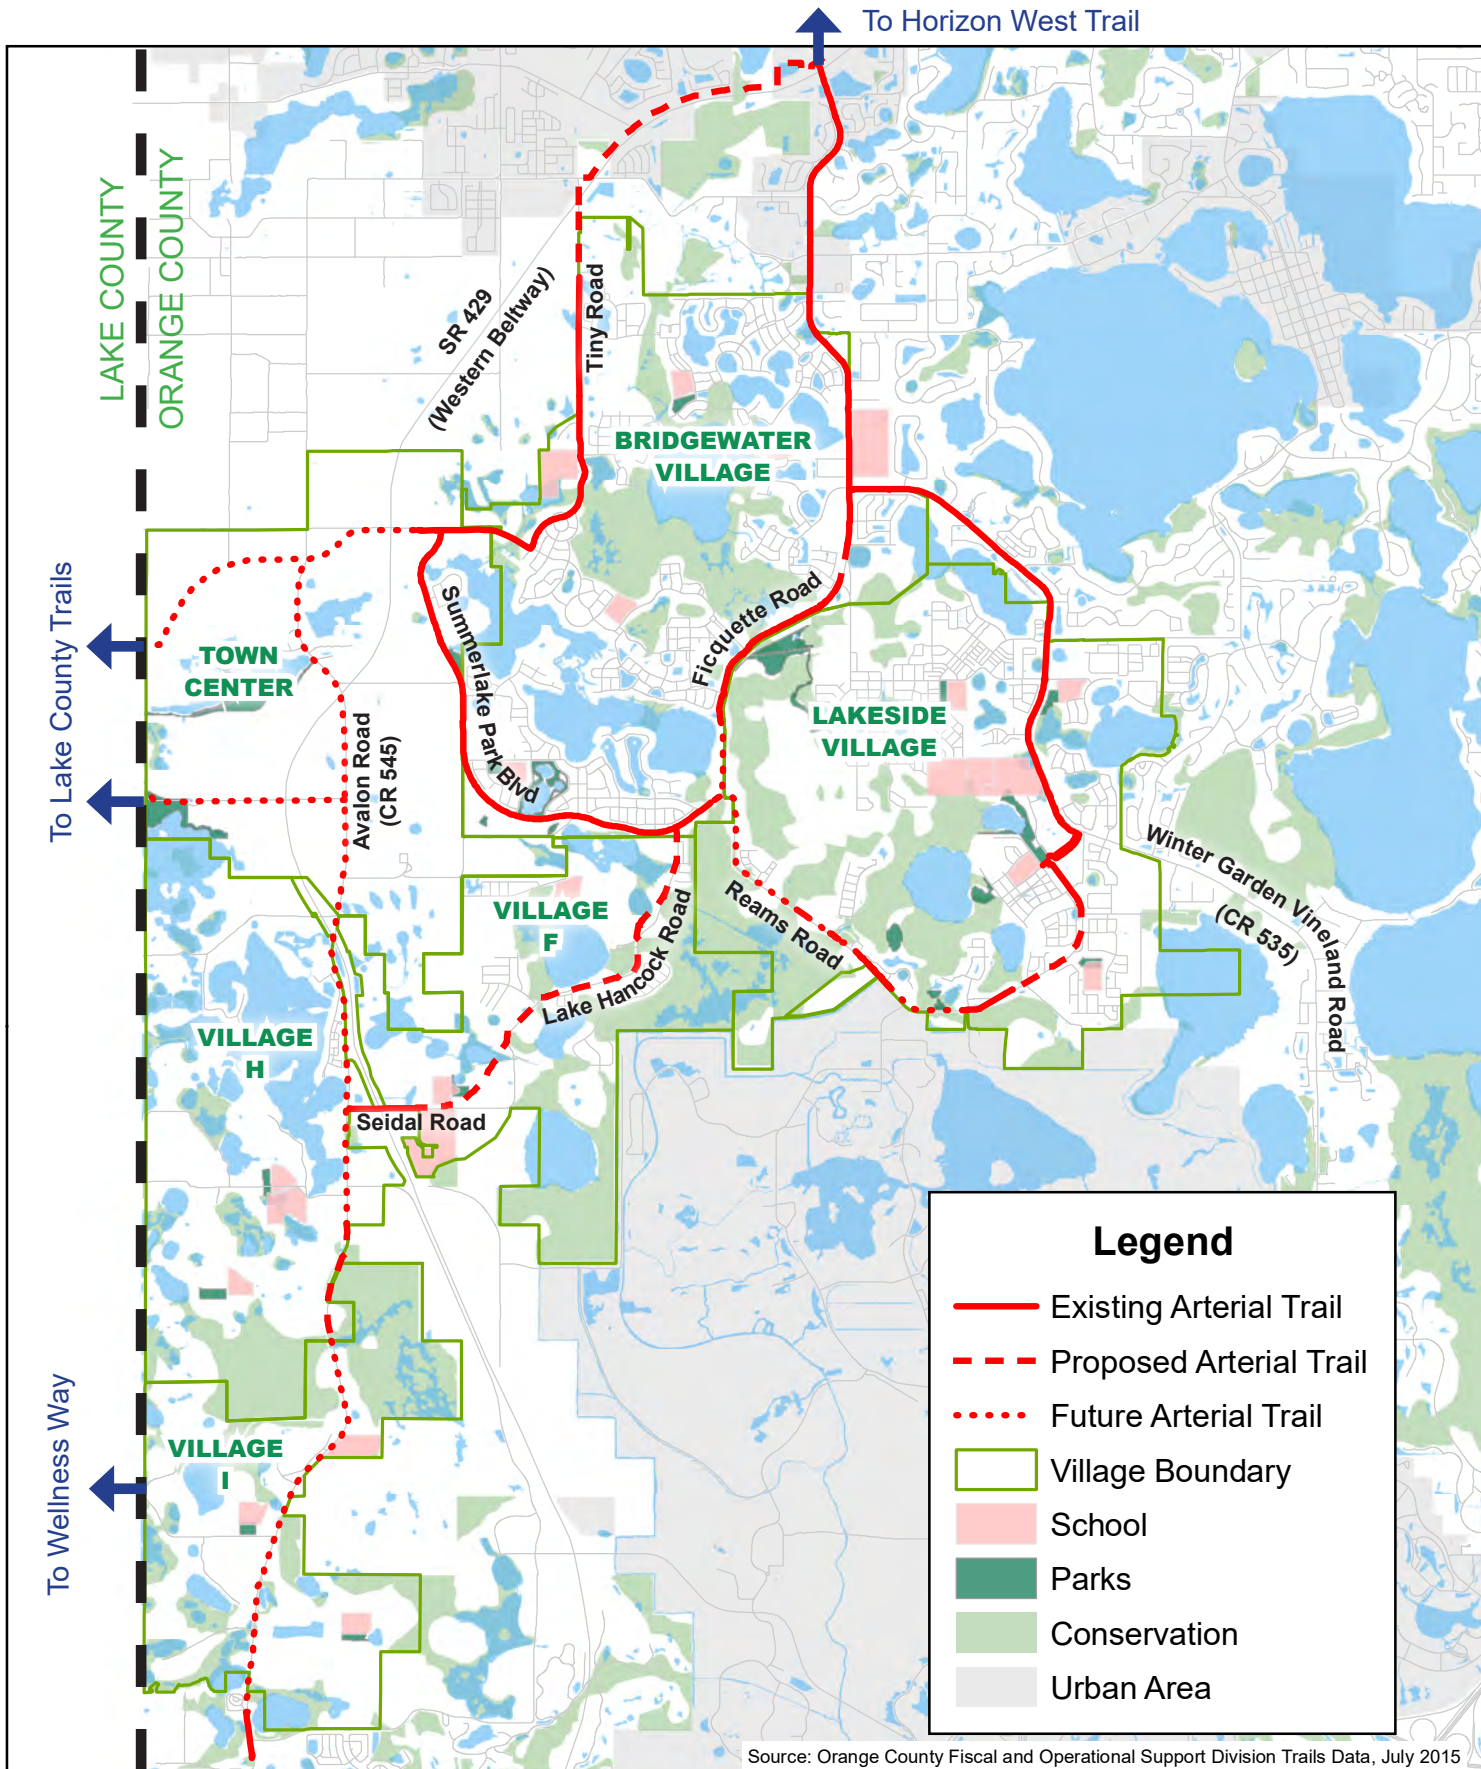 To Horizon West Trail
LAKE COUNTY
ORANGE COUNTY
SR 429
(Western Beltway)
Tiny Road
BRIDGEWATER
VILLAGE
To Lake County Trails
TOWN
CENTER
Summerlake Park Blvd
Ficquette Road
LAKESIDE
VILLAGE
Avalon Road
(CR 545)
Winter Garden Vineland Road
(CR 535)
VILLAGE
F
Reams Road
Lake Hancock Road
VILLAGE
H
Seidal Road
To Wellness Way
VILLAGE
I
Legend
Existing Arterial Trail
Proposed Arterial Trail
Future Arterial Trail
Village Boundary
School
Parks
Conservation
Urban Area
Source: Orange County Fiscal and Operational Support Division Trails Data, July 2015